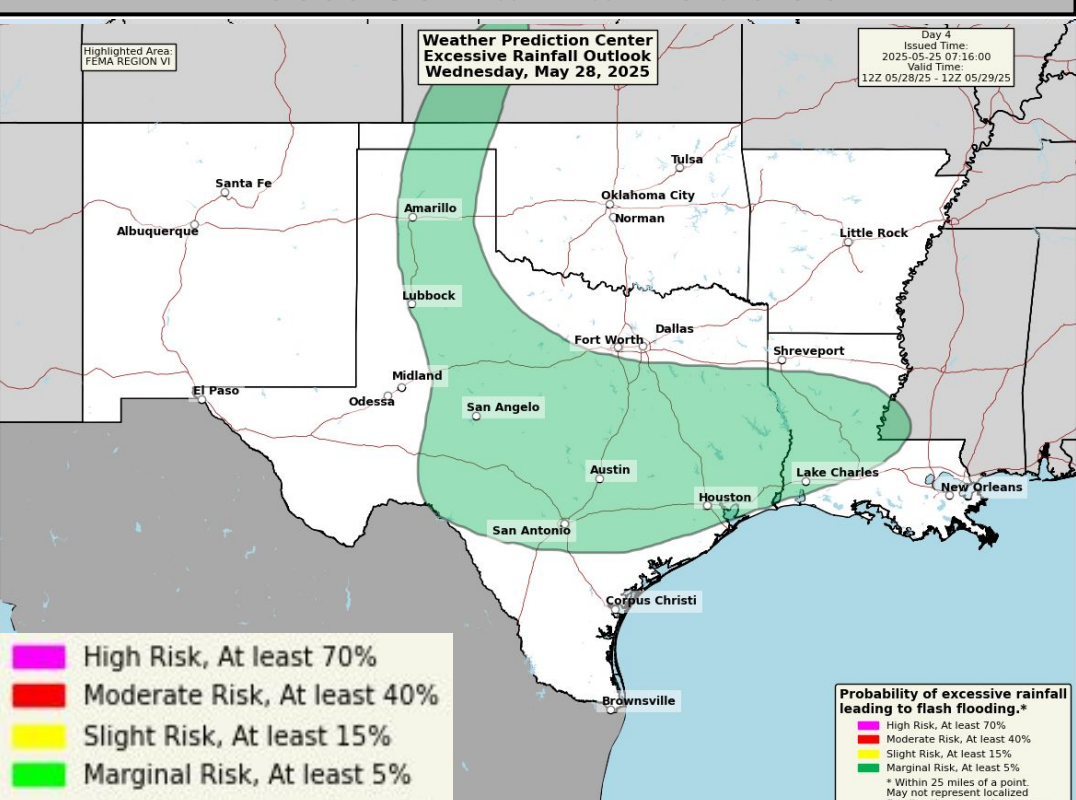 Highlighted Area:
FEMA REGION VI
Weather Prediction Center
Excessive Rainfall Outlook
Wednesday, May 28, 2025
Day 4
Issued Time:
2025-05-25 07:16:00
Valid Time:
12Z 05/28/25 - 12Z 05/29/25
Tulsa
Santa Fe
Oklahoma City
Amarillo
Norman
Albuquerque
Little Rock
Lubbock
Dallas
Fort Worth
Shreveport
Midland
El Paso
Odessa
San Angelo
Austin
Lake Charles
New Orleans
Houston
San Antonio
Corpus Christi
Brownsville
High Risk, At least 70%
Moderate Risk, At least 40%
Slight Risk, At least 15%
Marginal Risk, At least 5%
Probability of excessive rainfall
leading to flash flooding.*
High Risk, At least 70%
Moderate Risk, At least 40%
Slight Risk, At least 15%
Marginal Risk, At least 5%
* Within 25 miles of a point.
May not represent localized